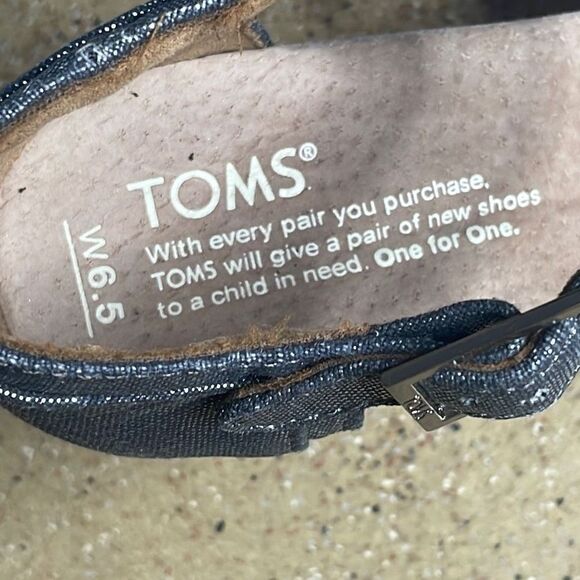 TOMS®
With every pair you purchase,
TOMS will give a pair of new shoes
to a child in need. One for One.
W6.5